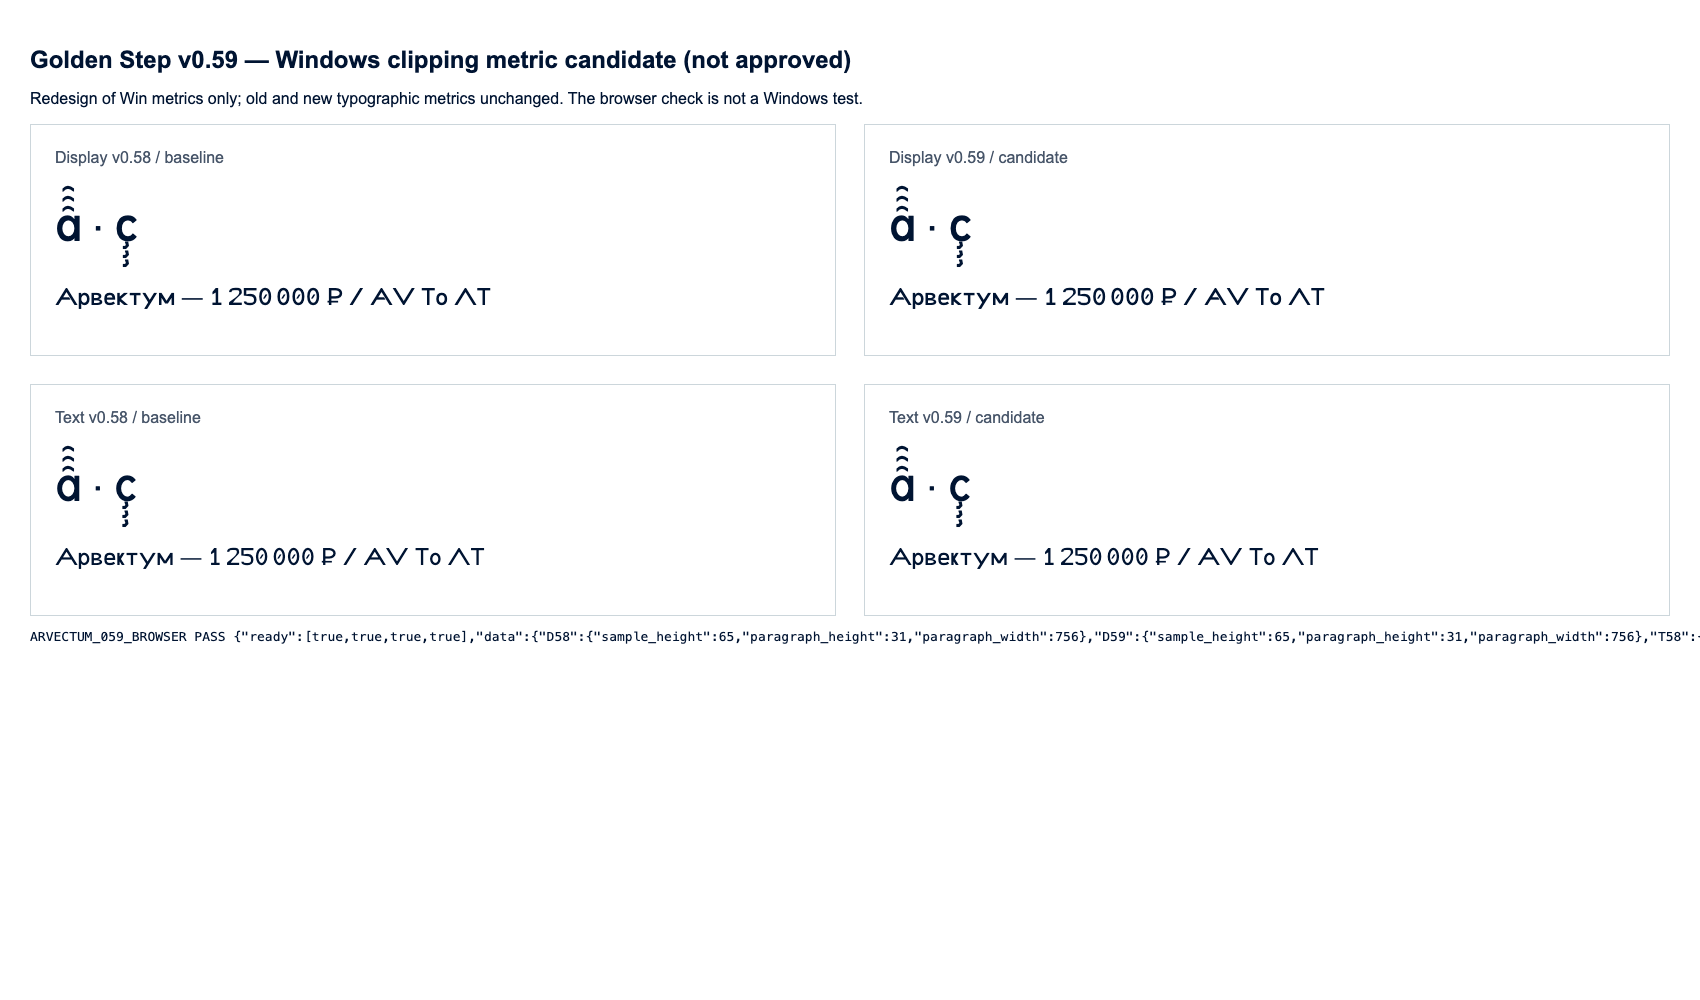 Golden Step v0.59 — Windows clipping metric candidate (not approved)
Redesign of Win metrics only; old and new typographic metrics unchanged. The browser check is not a Windows test.
Display v0.58 / baseline
â̂̂ · ç̧̧
Арвектум — 1 250 000 ₽ / AV To ΛT
Display v0.59 / candidate
â̂̂ · ç̧̧
Арвектум — 1 250 000 ₽ / AV To ΛT
Text v0.58 / baseline
â̂̂ · ç̧̧
Арвектум — 1 250 000 ₽ / AV To ΛT
Text v0.59 / candidate
â̂̂ · ç̧̧
Арвектум — 1 250 000 ₽ / AV To ΛT
ARVECTUM_059_BROWSER PASS {"ready":[true,true,true,true],"data":{"D58":{"sample_height":65,"paragraph_height":31,"paragraph_width":756},"D59":{"sample_height":65,"paragraph_height":31,"paragraph_width":756},"T58":